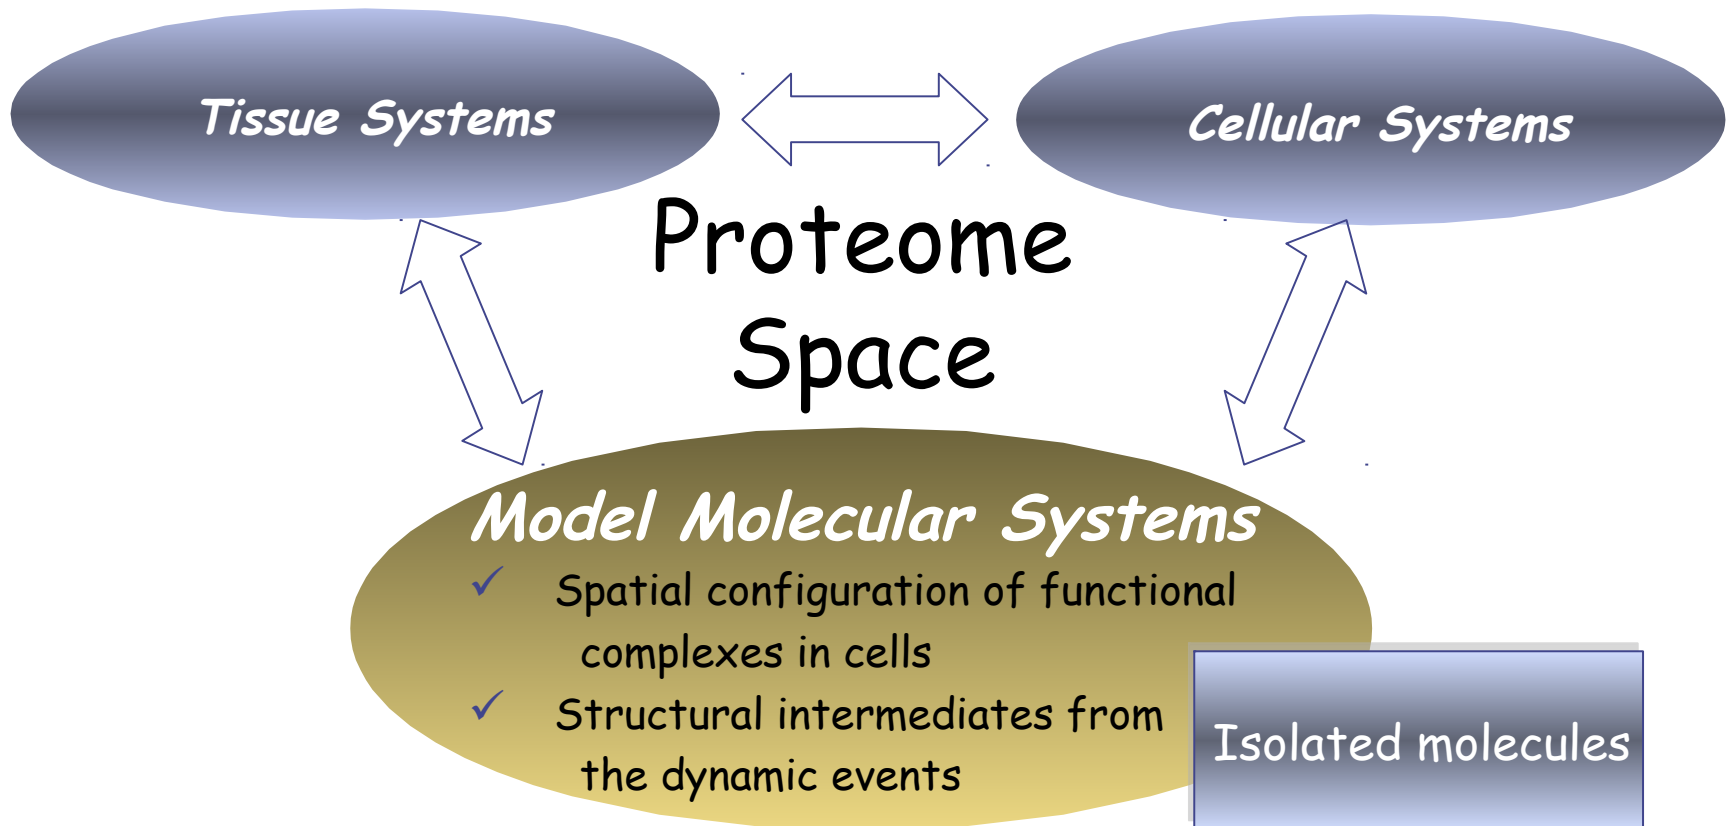 Tissue Systems
Cellular Systems
Proteome
Space
Model Molecular Systems
✓ Spatial configuration of functional
complexes in cells
✓ Structural intermediates from
the dynamic events
Isolated molecules